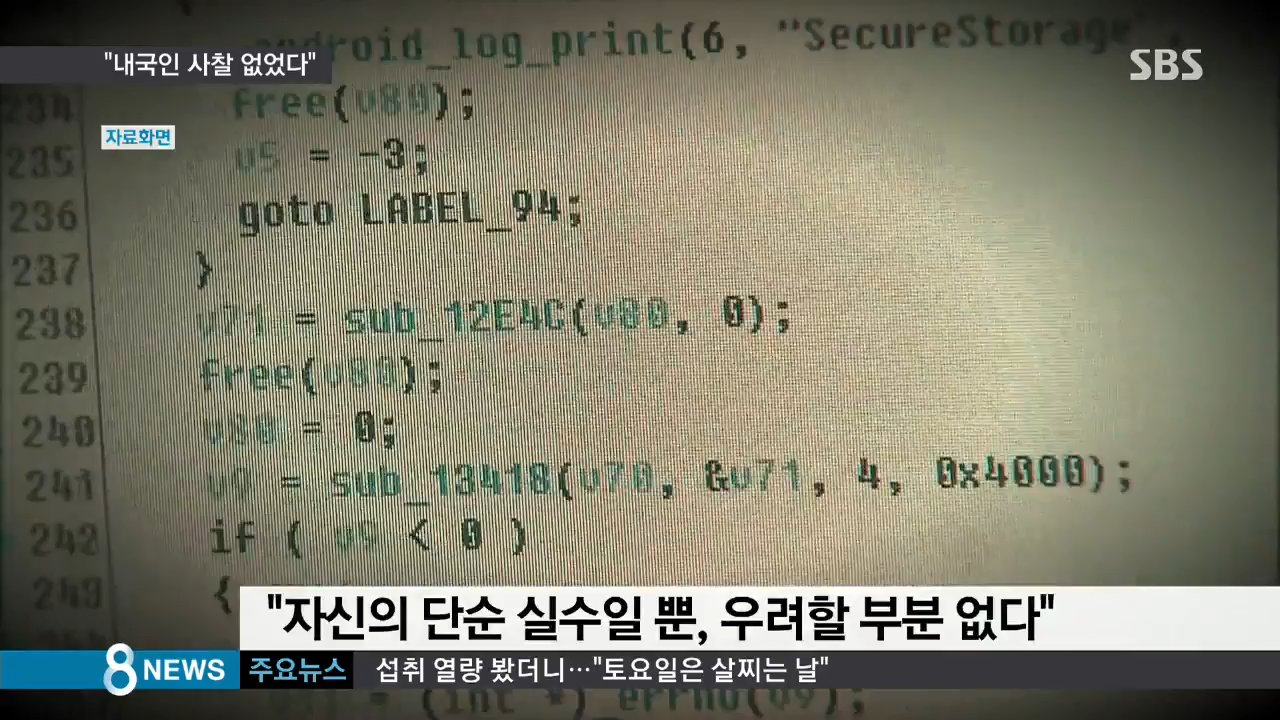 android_log_print(6, "SecureStorage",
"내국인 사찰 없었다"
SBS
234 free(v80);
자료화면
235 v5 = -3;
236 goto LABEL_94;
237 }
238 v71 = sub_12E4C(v80, 0);
239 free(v80);
240 v80 = 0;
241 v9 = sub_13418(v70, &v71, 4, 0x4000);
242 if ( v9 < 0 )
243 {
"자신의 단순 실수일 뿐, 우려할 부분 없다"
8 NEWS 주요뉴스 섭취 열량 봤더니…"토요일은 살찌는 날"
= (int *) errno(v9);